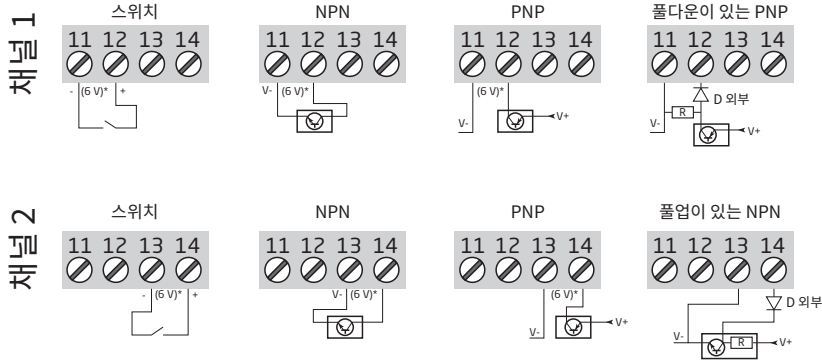 채널 1
스위치 NPN PNP 풀다운이 있는 PNP
11 12 13 14 11 12 13 14 11 12 13 14 11 12 13 14
- (6 V)* + V- (6 V)* (6 V)* D 외부
V- V+ V- R V+
채널 2
스위치 NPN PNP 풀업이 있는 NPN
11 12 13 14 11 12 13 14 11 12 13 14 11 12 13 14
- (6 V)* + V- (6 V)* (6 V)* D 외부
V- V+ V- R V+